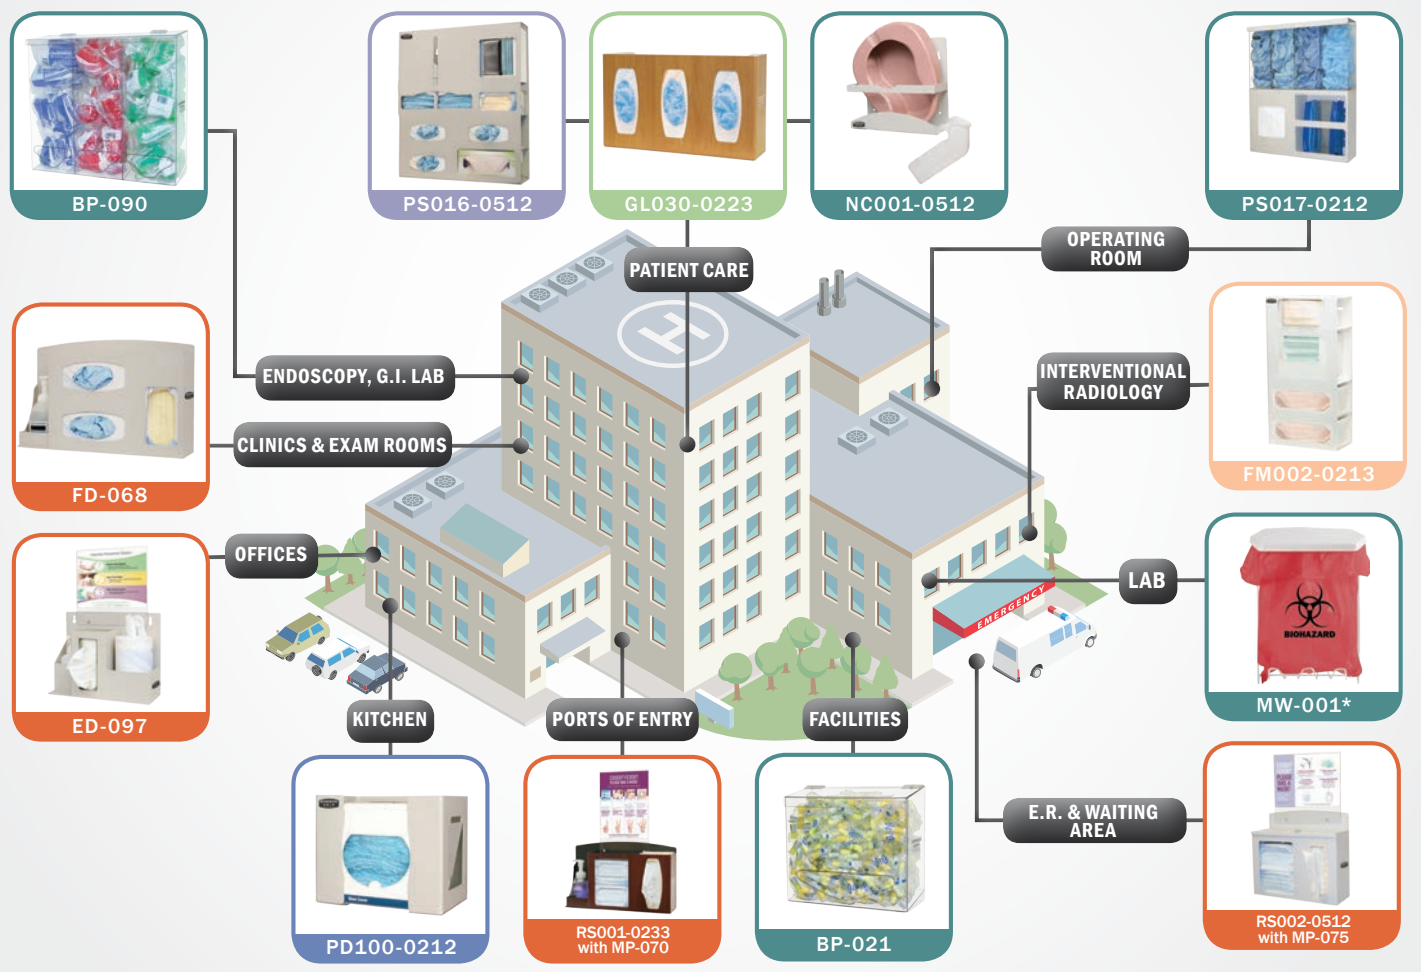 BP-090
PS016-0512
GL030-0223
NC001-0512
PS017-0212
PATIENT CARE
OPERATING
ROOM
ENDOSCOPY, G.I. LAB
INTERVENTIONAL
RADIOLOGY
H
CLINICS & EXAM ROOMS
FD-068
FM002-0213
OFFICES
LAB
EMERGENCY
BIOHAZARD
ED-097
MW-001*
KITCHEN
PORTS OF ENTRY
FACILITIES
E.R. & WAITING
AREA
PD100-0212
RS001-0233
with MP-070
BP-021
RS002-0512
with MP-075